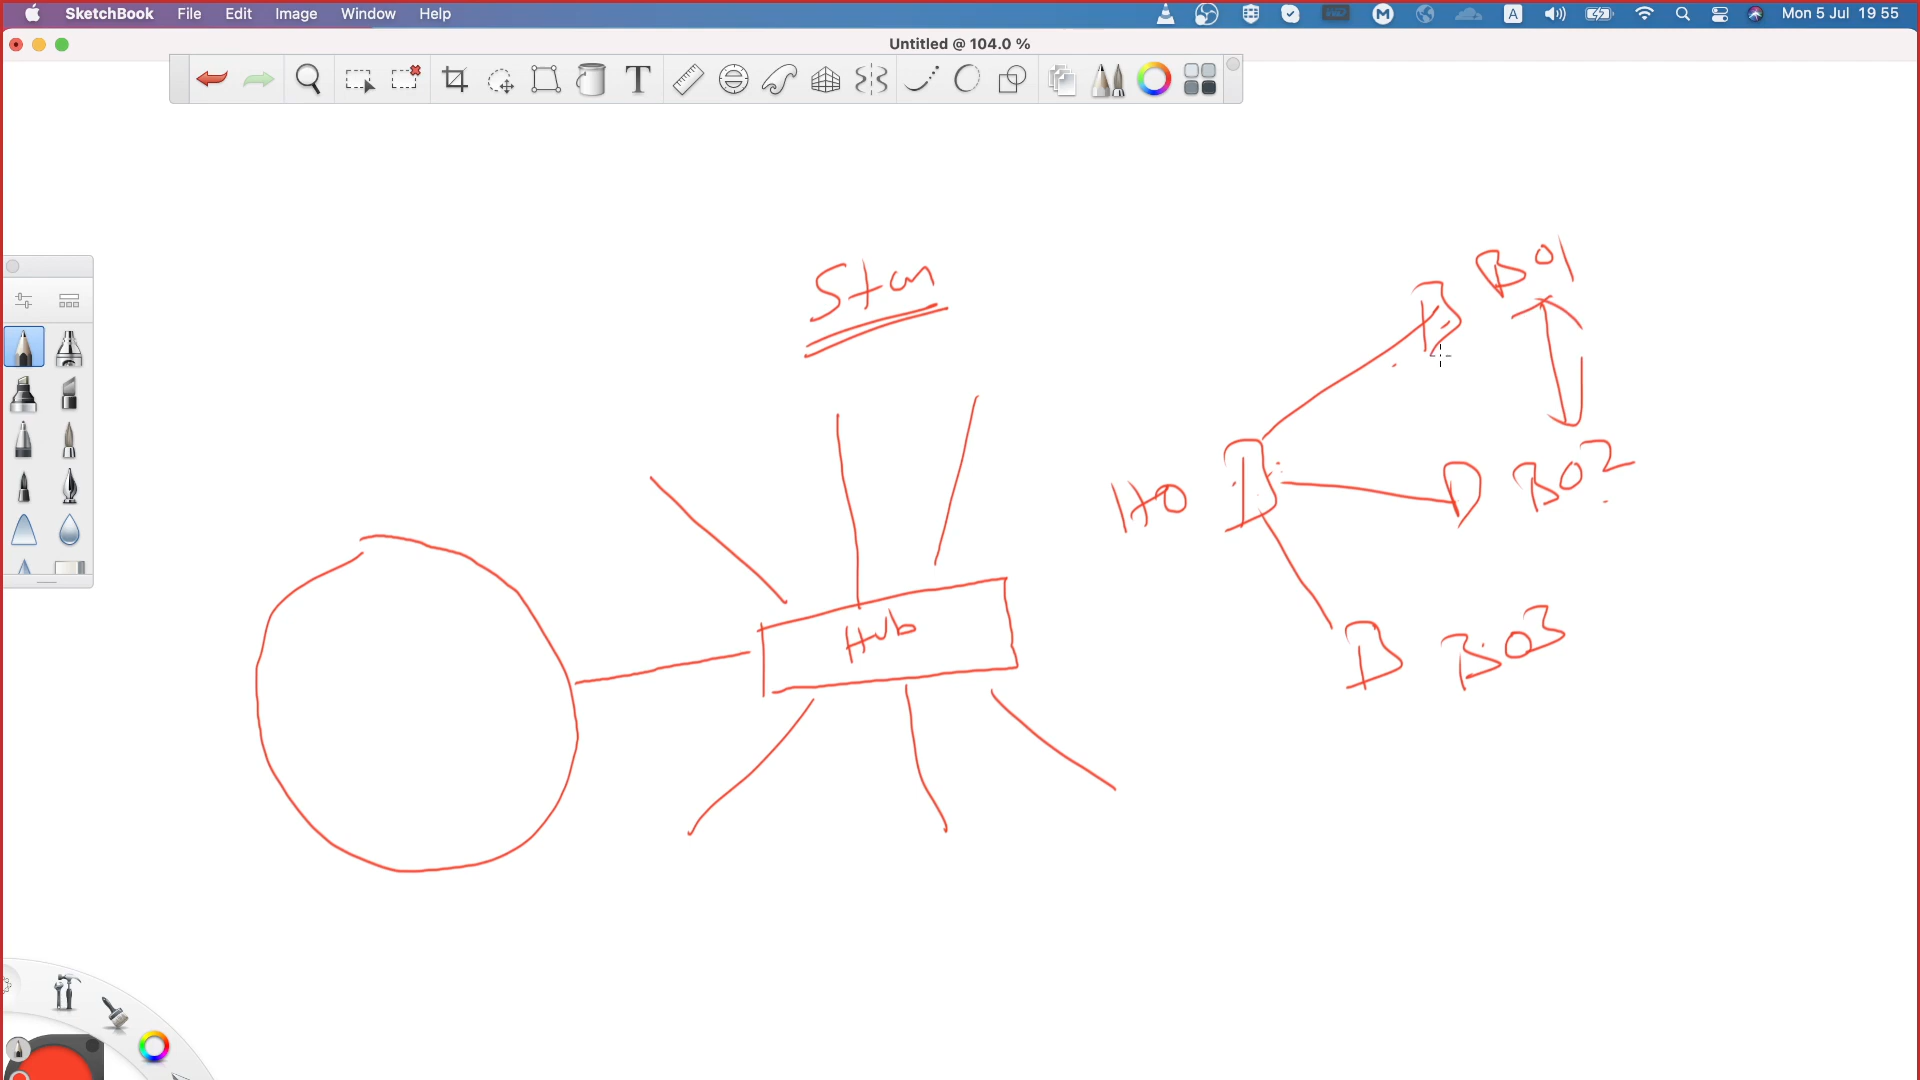 SketchBook File Edit Image Window Help A Mon 5 Jul 19 55
Untitled @ 104.0 %
T
Star
BO1
HO BO2
Hub
BO3